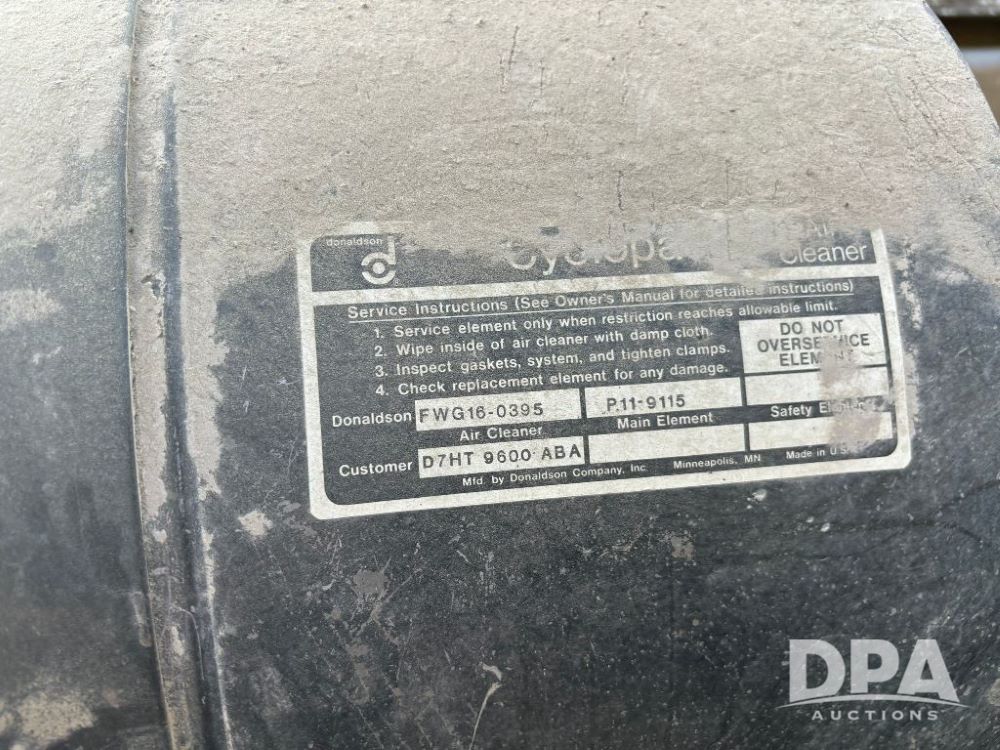 donaldson
Cleaner
Service Instructions (See Owner's Manual for detailed instructions)
1. Service element only when restriction reaches allowable limit.
2. Wipe inside of air cleaner with damp cloth.
3. Inspect gaskets, system, and tighten clamps.
4. Check replacement element for any damage.
DO NOT
OVERSERVICE
ELEMENT
Donaldson FWG16-0395 P.11-9115
Air Cleaner Main Element Safety
Customer D7HT 9600 ABA
Mfd. by Donaldson Company, Inc. Minneapolis, MN Made in U.S.
DPA
AUCTIONS